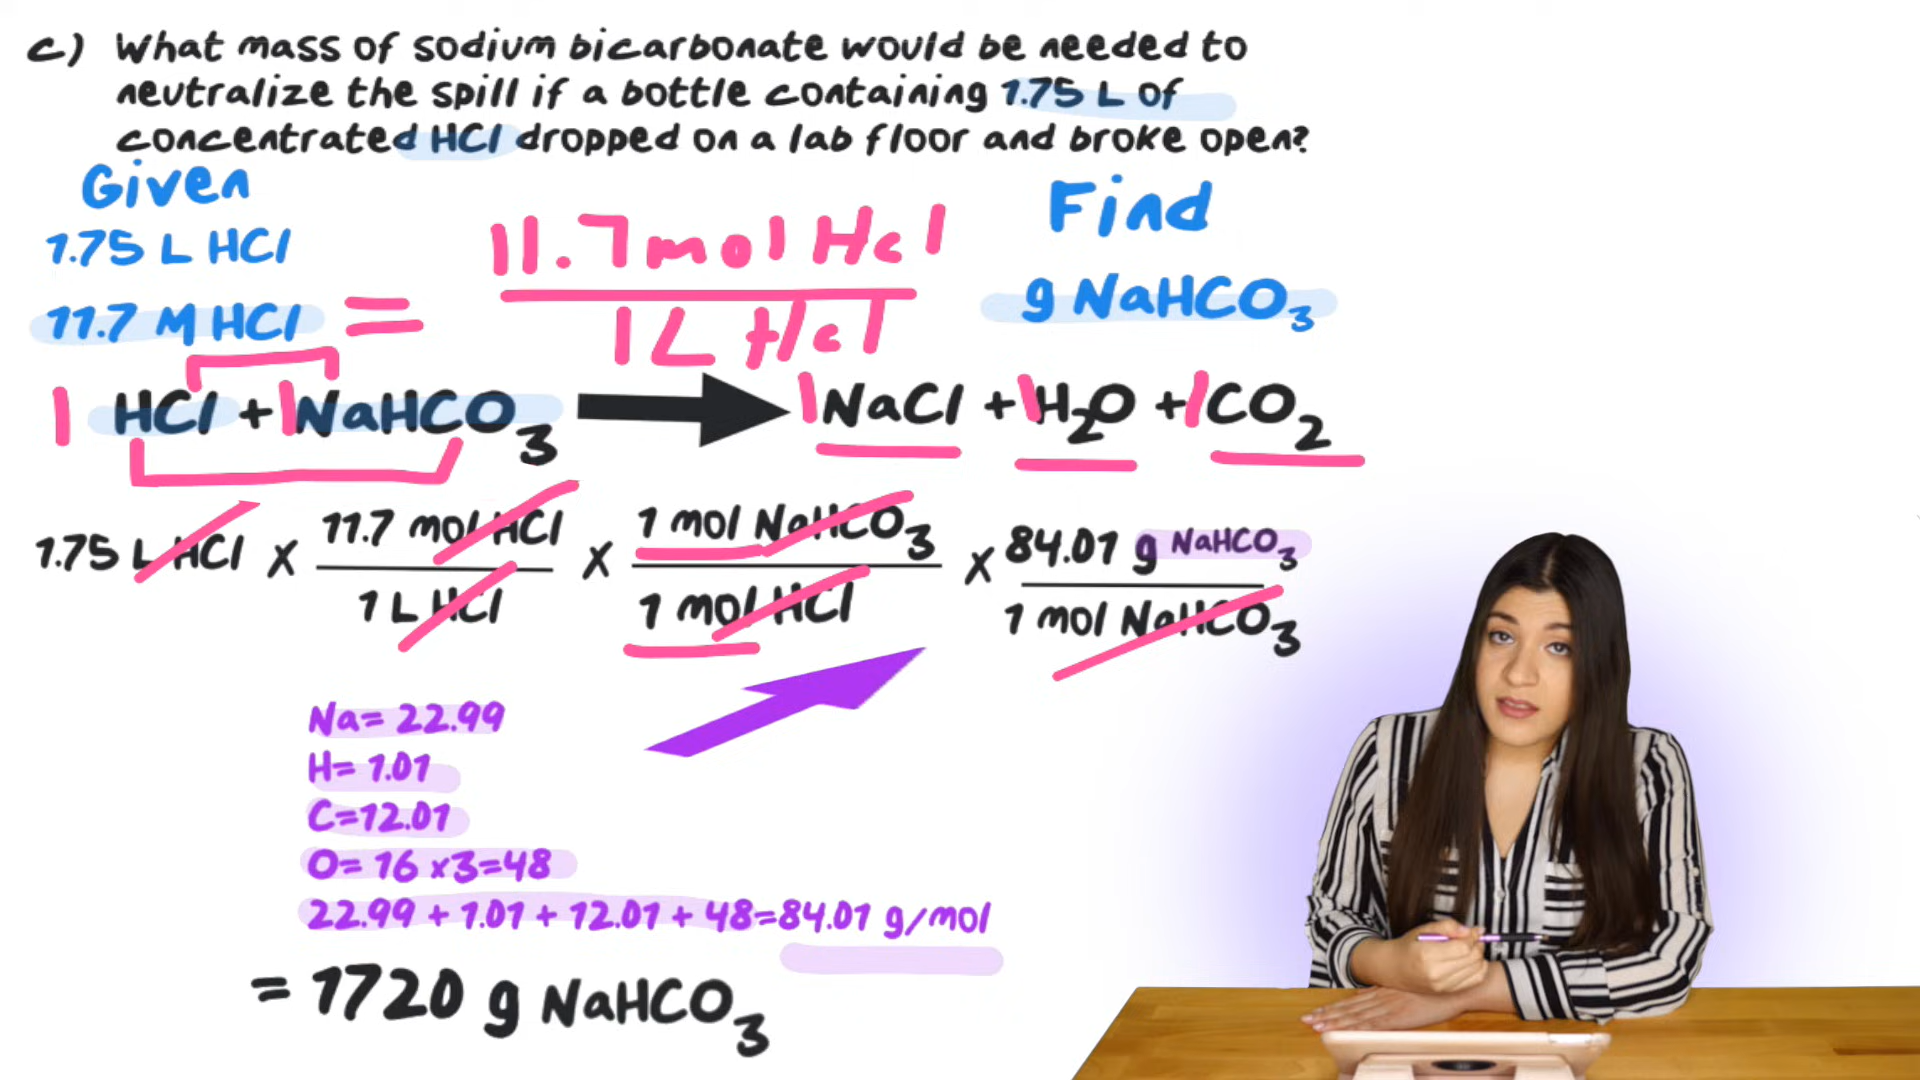 c) What mass of sodium bicarbonate would be needed to
neutralize the spill if a bottle containing 1.75 L of
concentrated HCl dropped on a lab floor and broke open?
Given
1.75 L HCl
11.7 M HCl = 11.7 mol HCl
1 L HCl
Find
g NaHCO₃
1 HCl + 1 NaHCO₃ → 1 NaCl + 1 H₂O + 1 CO₂
1.75 L HCl x 11.7 mol HCl x 1 mol NaHCO₃ x 84.01 g NaHCO₃
1 L HCl 1 mol HCl 1 mol NaHCO₃
Na= 22.99
H= 1.01
C=12.01
O= 16 x3=48
22.99 + 1.01 + 12.01 + 48=84.01 g/mol
= 1720 g NaHCO₃